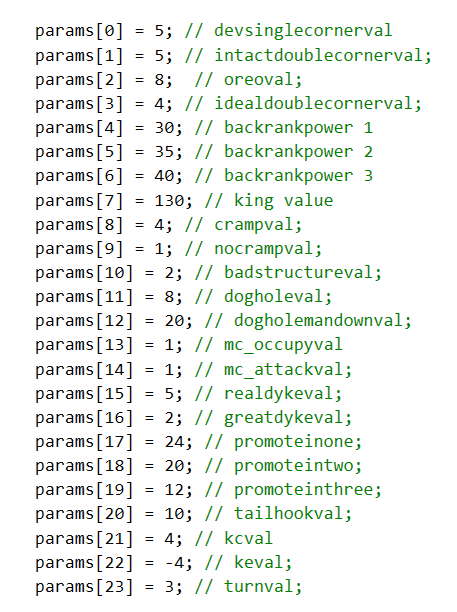 params[0] = 5; // devsinglecornerval
params[1] = 5; // intactdoublecornerval;
params[2] = 8;  // oreoval;
params[3] = 4; // idealdoublecornerval;
params[4] = 30; // backrankpower 1
params[5] = 35; // backrankpower 2
params[6] = 40; // backrankpower 3
params[7] = 130; // king value
params[8] = 4; // crampval;
params[9] = 1; // nocrampval;
params[10] = 2; // badstructureval;
params[11] = 8; // dogholeval;
params[12] = 20; // dogholemandownval;
params[13] = 1; // mc_occupyval
params[14] = 1; // mc_attackval;
params[15] = 5; // realdykeval;
params[16] = 2; // greatdykeval;
params[17] = 24; // promoteinone;
params[18] = 20; // promoteintwo;
params[19] = 12; // promoteinthree;
params[20] = 10; // tailhookval;
params[21] = 4; // kcval
params[22] = -4; // keval;
params[23] = 3; // turnval;